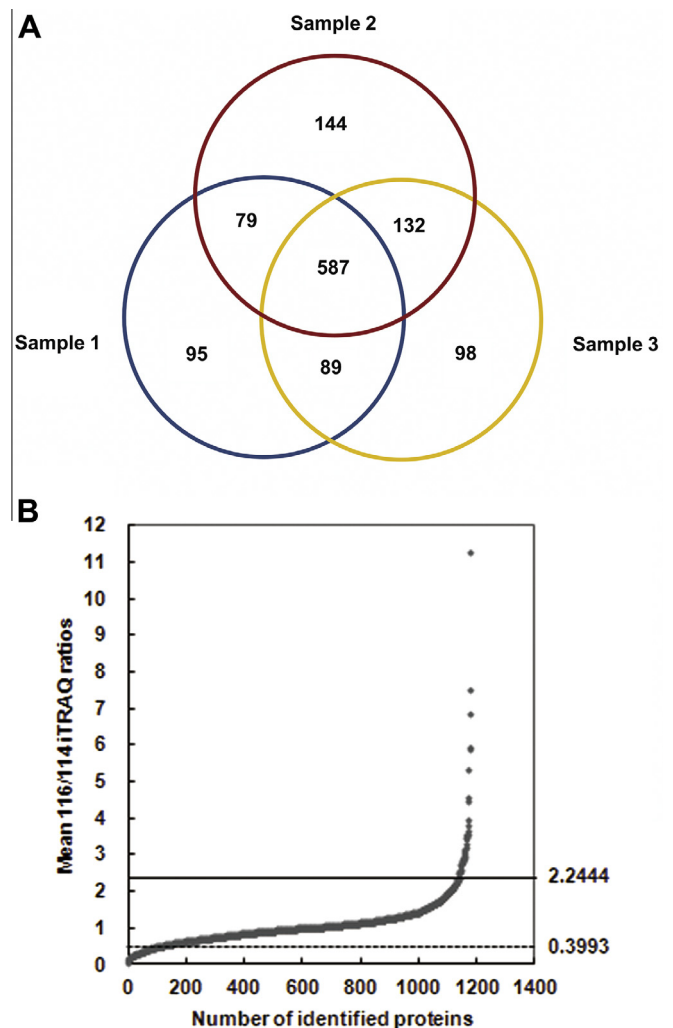 A
Sample 2
144
79
132
587
Sample 1
95
89
98
Sample 3
B
12
11
10
9
8
7
6
5
4
3
2
1
0
Mean 116/114 iTRAQ ratios
2.2444
0.3993
0 200 400 600 800 1000 1200 1400
Number of identified proteins